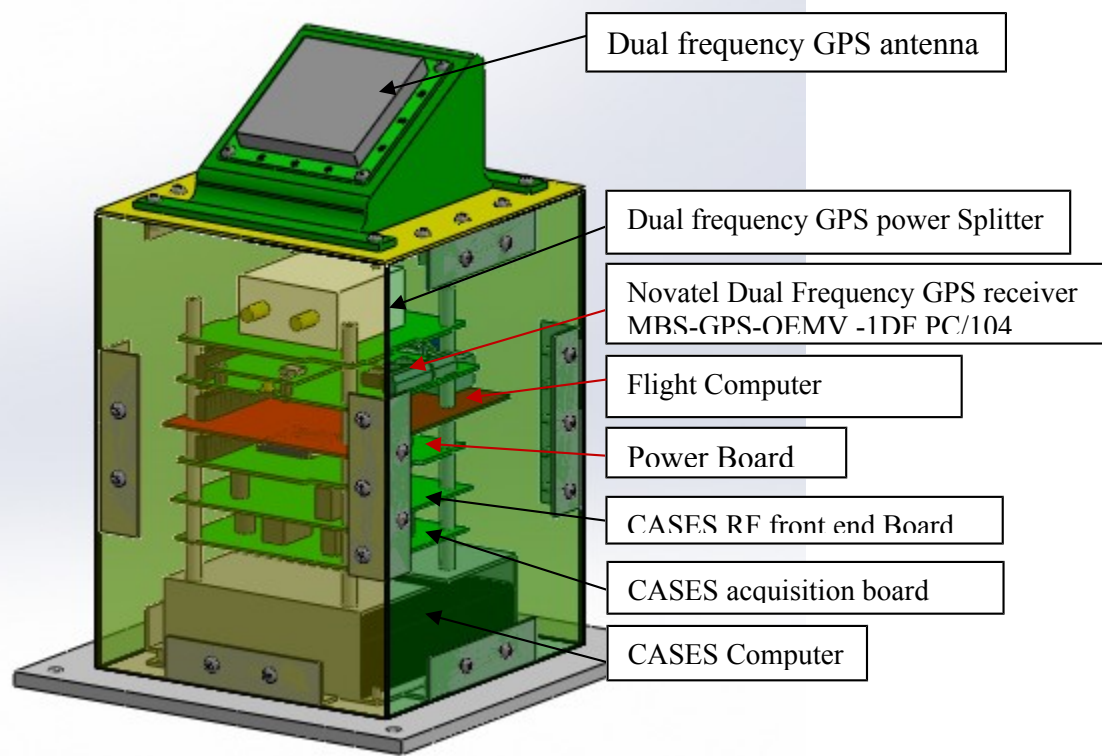 Dual frequency GPS antenna
Dual frequency GPS power Splitter
Novatel Dual Frequency GPS receiver
MBS-GPS-OEMV -1DF PC/104
Flight Computer
Power Board
CASES RF front end Board
CASES acquisition board
CASES Computer